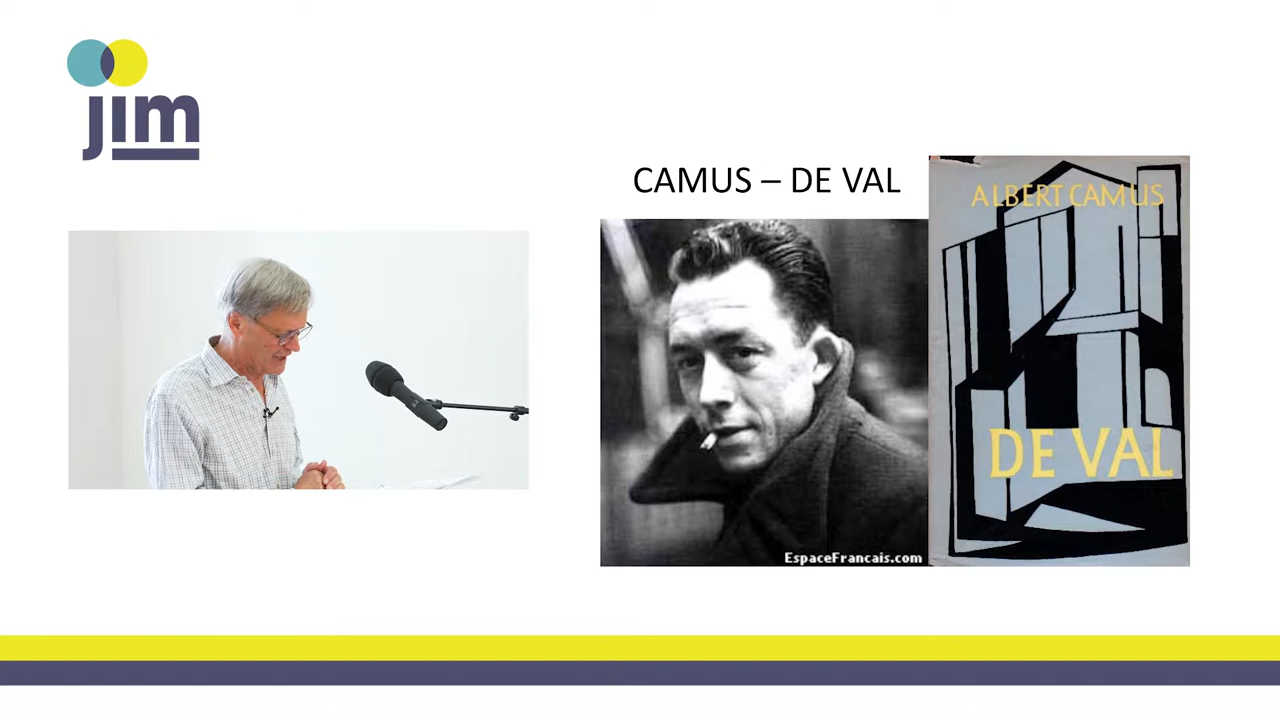 jim
CAMUS – DE VAL
ALBERT CAMUS
DE VAL
EspaceFrancais.com